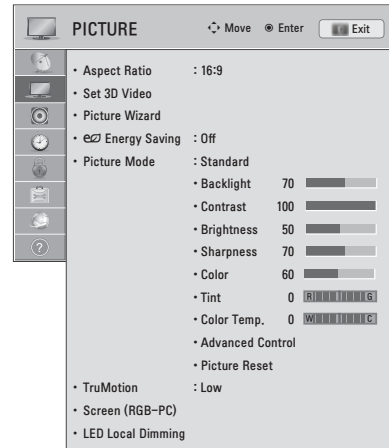 PICTURE Move Enter Exit
• Aspect Ratio : 16:9
• Set 3D Video
• Picture Wizard
• Energy Saving : Off
• Picture Mode : Standard
• Backlight 70
• Contrast 100
• Brightness 50
• Sharpness 70
• Color 60
• Tint 0 R G
• Color Temp. 0 W C
• Advanced Control
• Picture Reset
• TruMotion : Low
• Screen (RGB-PC)
• LED Local Dimming
?